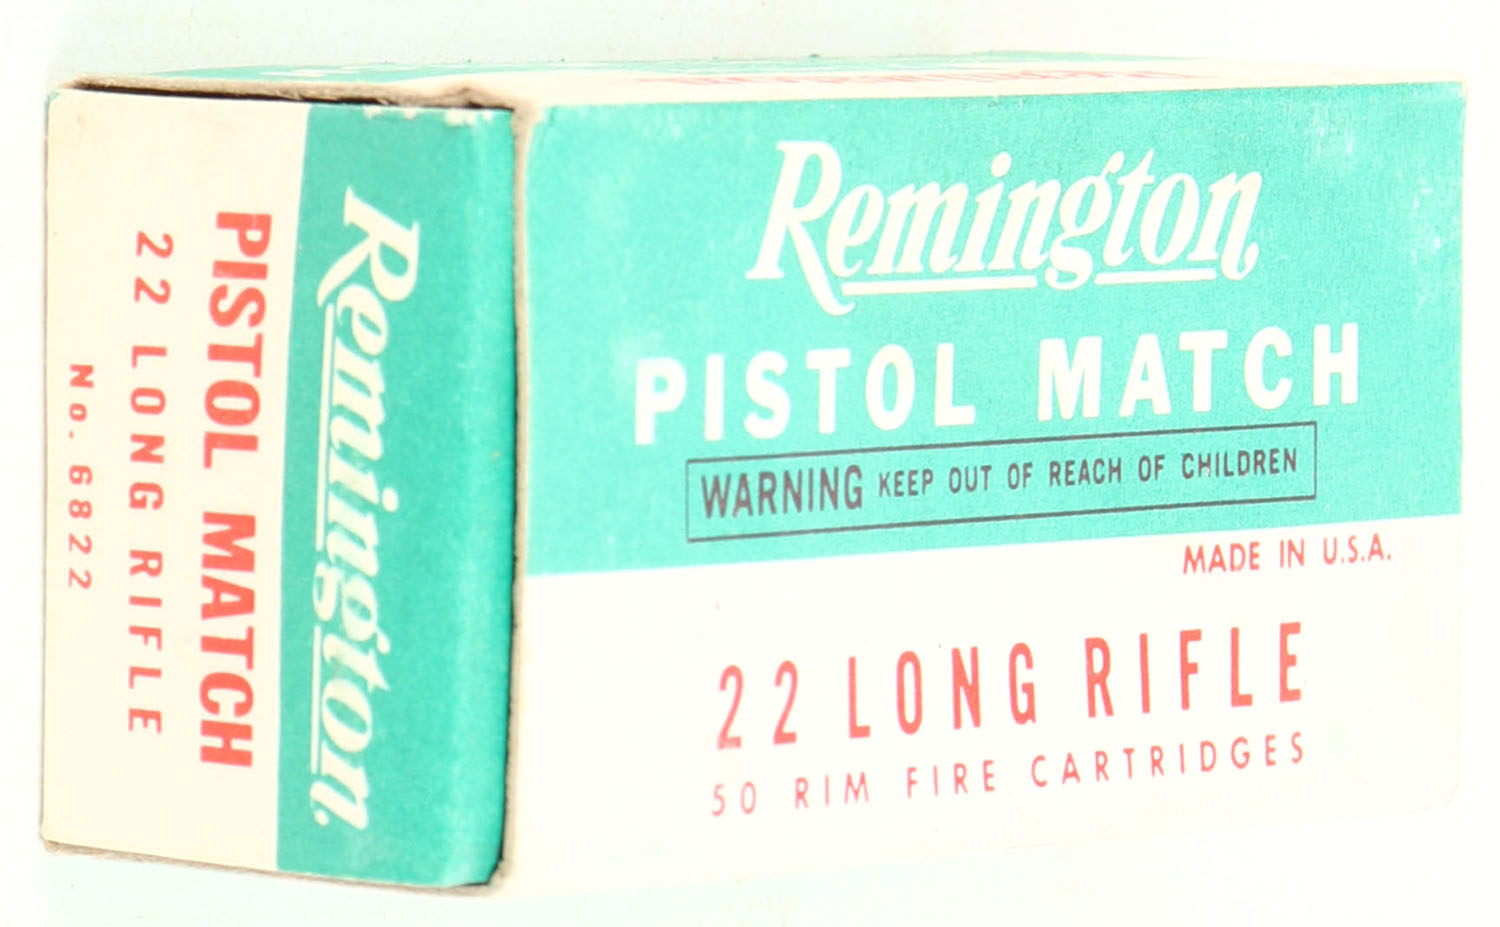 Remington
PISTOL MATCH
WARNING KEEP OUT OF REACH OF CHILDREN
MADE IN U.S.A.
22 LONG RIFLE
50 RIM FIRE CARTRIDGES
Remington
PISTOL MATCH
22 LONG RIFLE
No. 6822